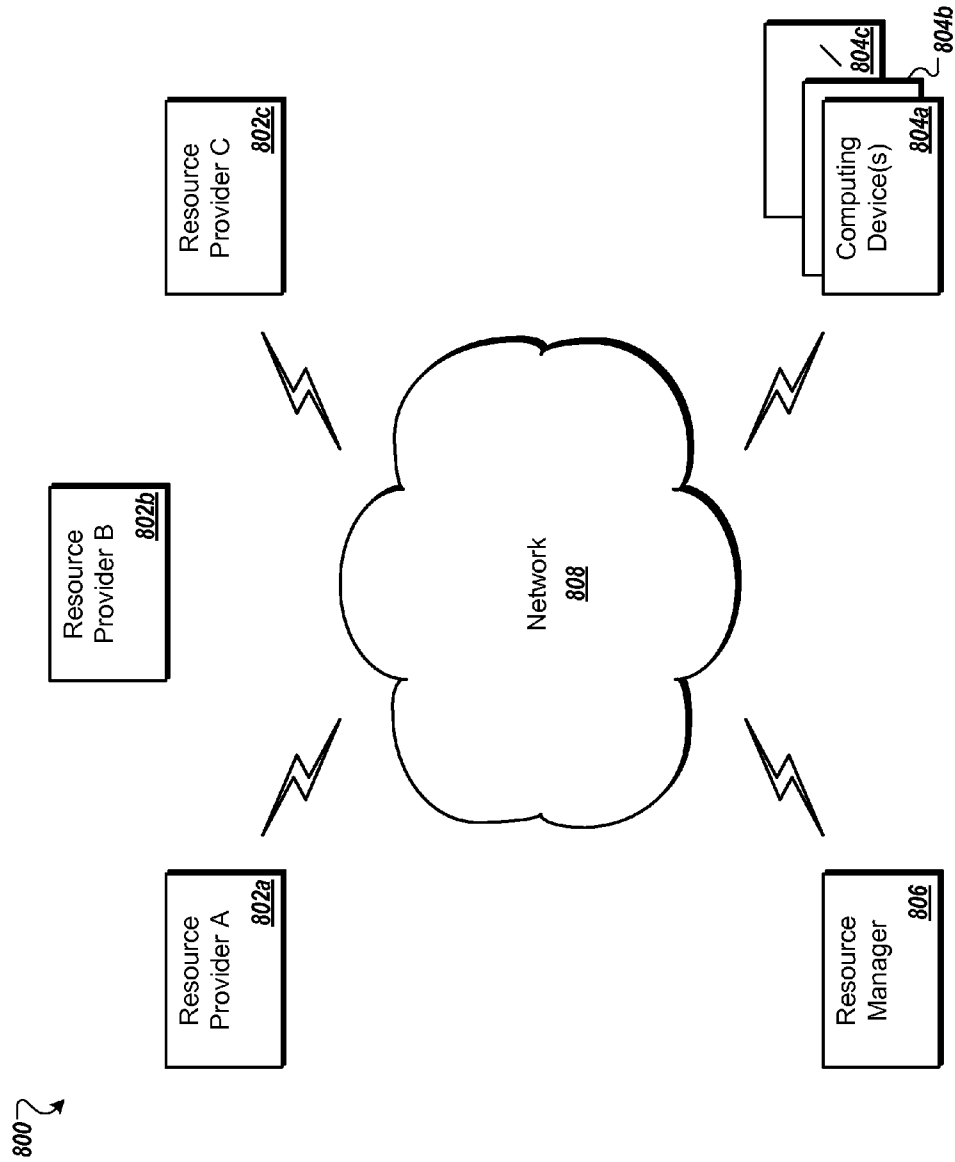 800
Resource
Provider B
802b
Resource
Provider A
802a
Resource
Provider C
802c
Network
808
Resource
Manager
806
Computing
Device(s)
804a
804b
804c